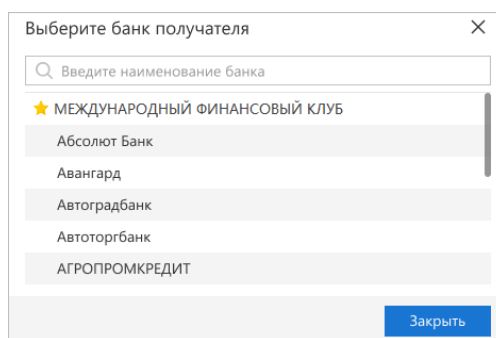 Выберите банк получателя
Введите наименование банка
МЕЖДУНАРОДНЫЙ ФИНАНСОВЫЙ КЛУБ
Абсолют Банк
Авангард
Автоградбанк
Автоторгбанк
АГРОПРОМКРЕДИТ
Закрыть